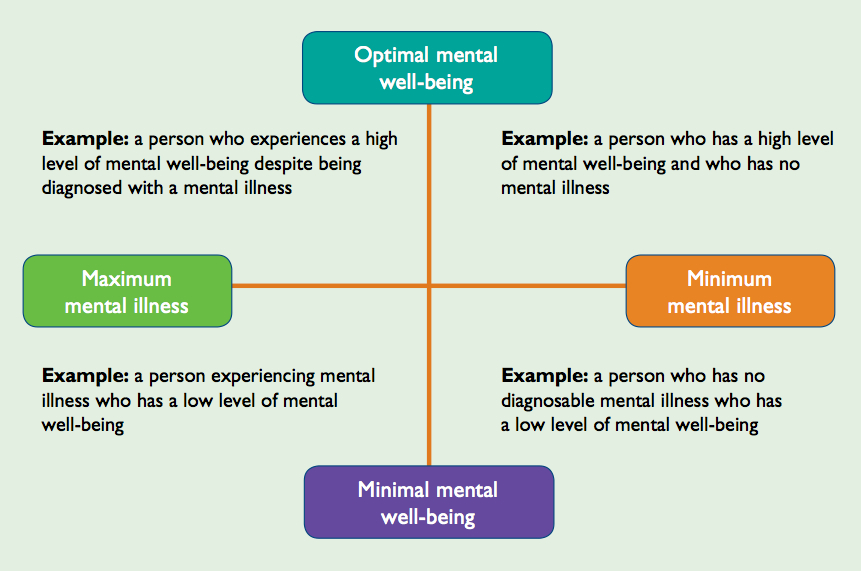 Optimal mental
well-being
Example: a person who experiences a high
level of mental well-being despite being
diagnosed with a mental illness
Example: a person who has a high level
of mental well-being and who has no
mental illness
Maximum
mental illness
Minimum
mental illness
Example: a person experiencing mental
illness who has a low level of mental
well-being
Example: a person who has no
diagnosable mental illness who has
a low level of mental well-being
Minimal mental
well-being